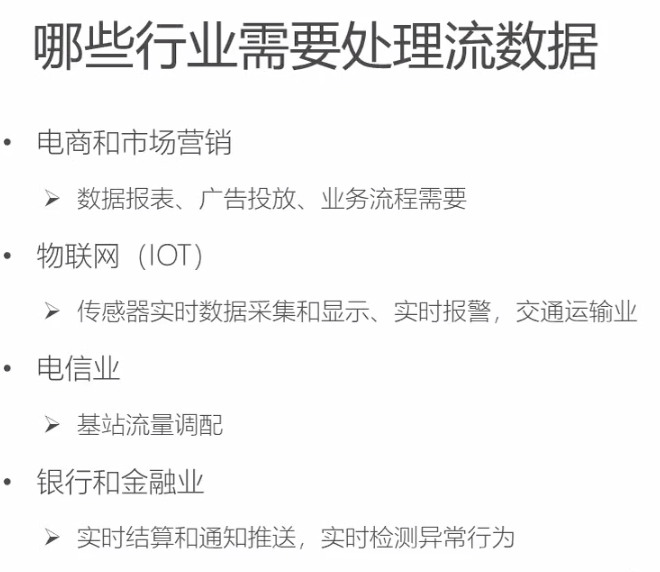 哪些行业需要处理流数据
• 电商和市场营销
➢ 数据报表、广告投放、业务流程需要
• 物联网（IOT）
➢ 传感器实时数据采集和显示、实时报警，交通运输业
• 电信业
➢ 基站流量调配
• 银行和金融业
➢ 实时结算和通知推送，实时检测异常行为